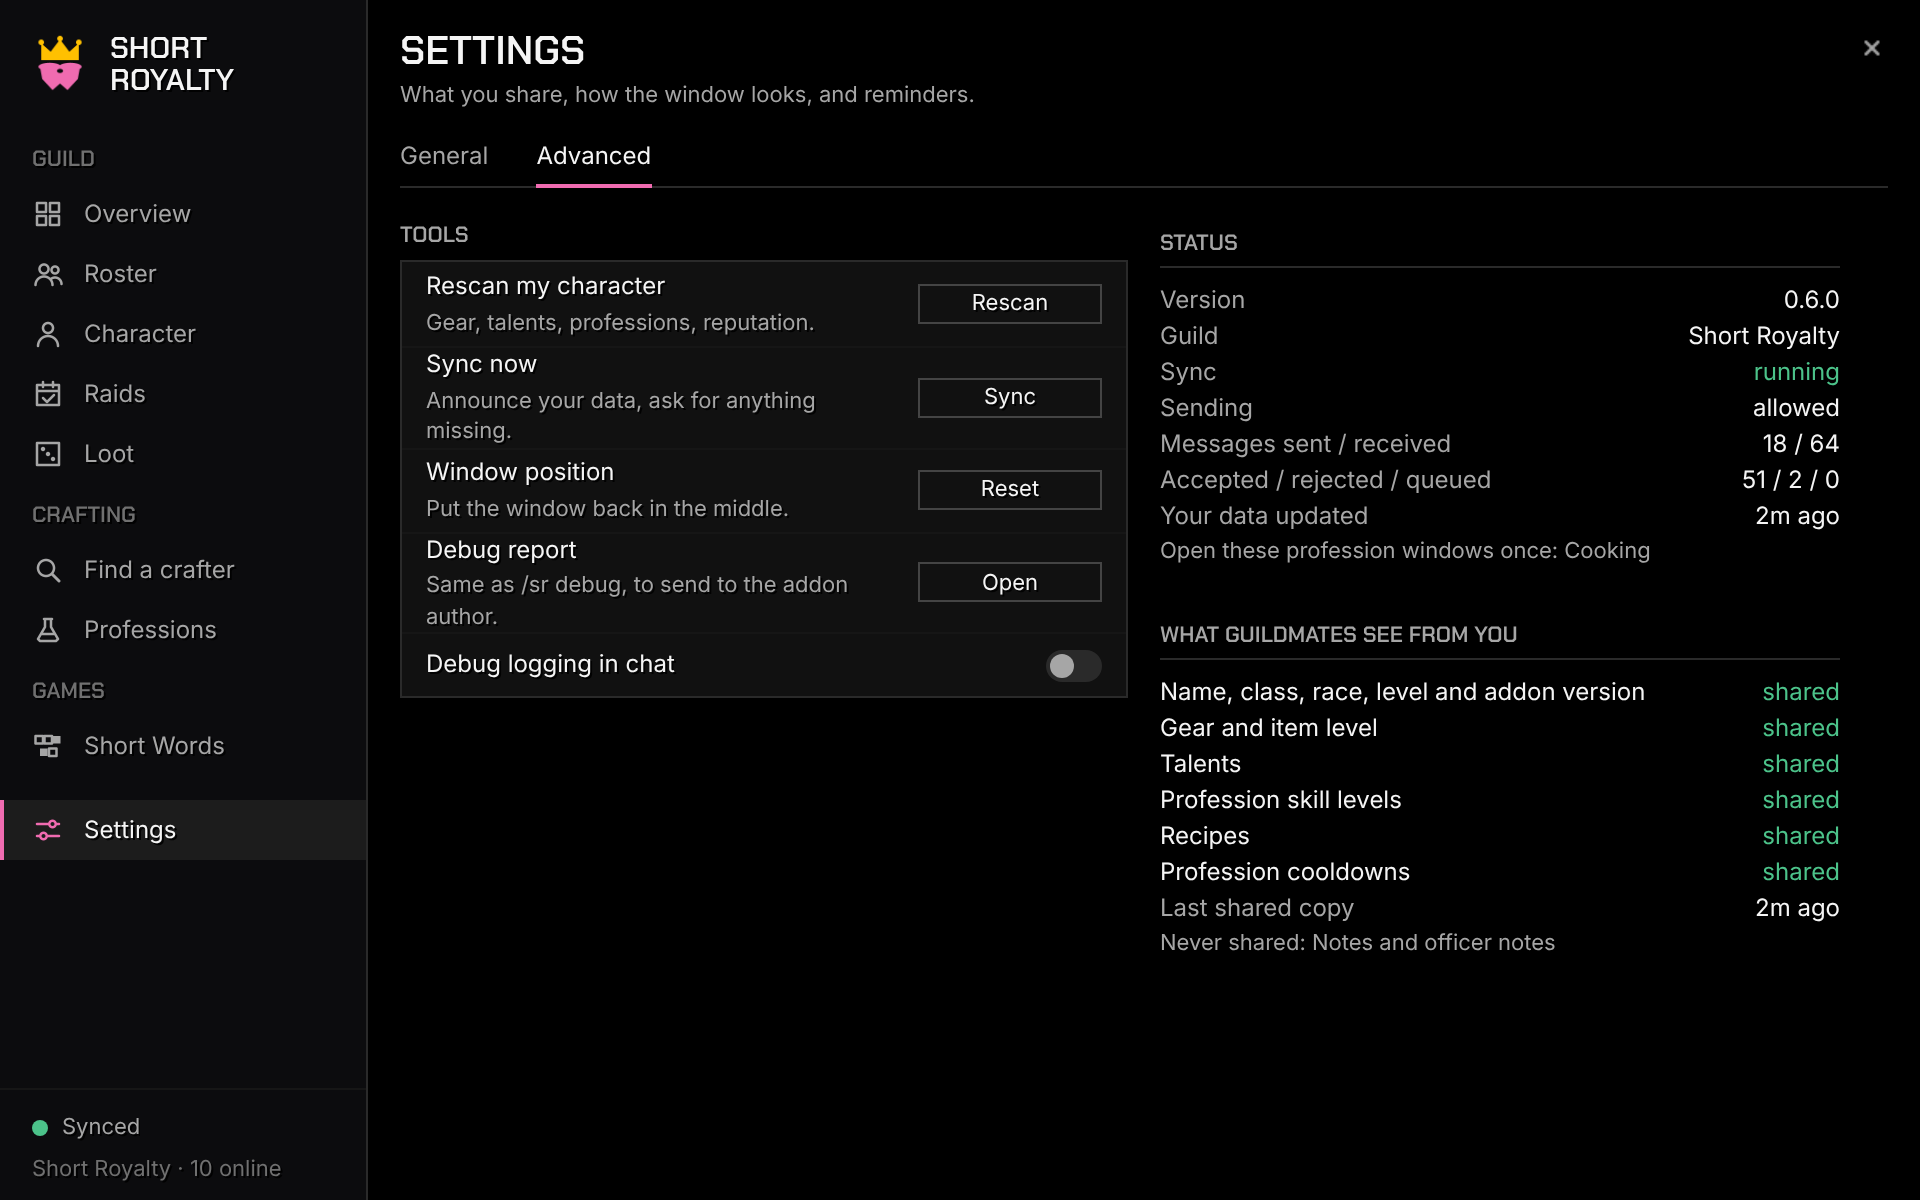 SHORT
ROYALTY
GUILD
Overview
Roster
Character
Raids
Loot
CRAFTING
Find a crafter
Professions
GAMES
Short Words
Settings
Synced
Short Royalty · 10 online
SETTINGS
What you share, how the window looks, and reminders.
General
Advanced
TOOLS
Rescan my character
Gear, talents, professions, reputation.
Rescan
Sync now
Announce your data, ask for anything
missing.
Sync
Window position
Put the window back in the middle.
Reset
Debug report
Same as /sr debug, to send to the addon
author.
Open
Debug logging in chat
STATUS
Version 0.6.0
Guild Short Royalty
Sync running
Sending allowed
Messages sent / received 18 / 64
Accepted / rejected / queued 51 / 2 / 0
Your data updated 2m ago
Open these profession windows once: Cooking
WHAT GUILDMATES SEE FROM YOU
Name, class, race, level and addon version shared
Gear and item level shared
Talents shared
Profession skill levels shared
Recipes shared
Profession cooldowns shared
Last shared copy 2m ago
Never shared: Notes and officer notes